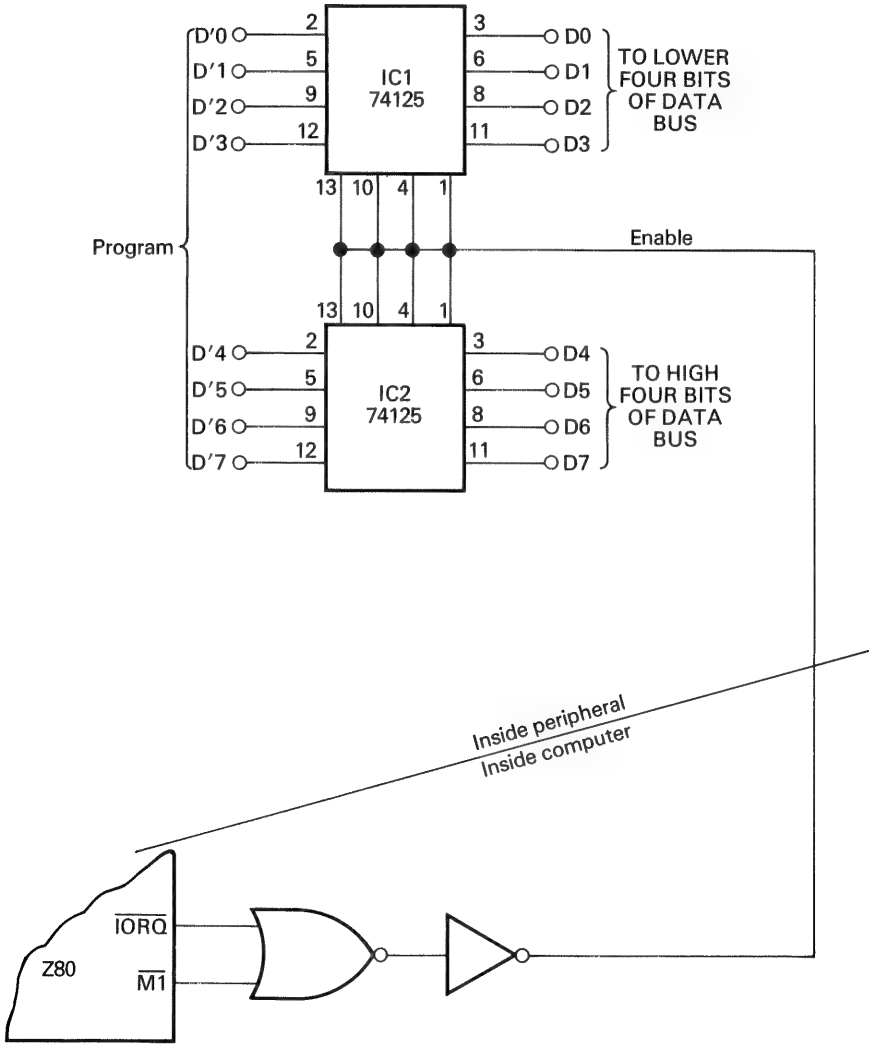 D'0 2 3 D0
D'1 5 6 D1
D'2 9 8 D2
D'3 12 11 D3
IC1
74125
TO LOWER
FOUR BITS
OF DATA
BUS
13 10 4 1
Program
Enable
13 10 4 1
D'4 2 3 D4
D'5 5 6 D5
D'6 9 8 D6
D'7 12 11 D7
IC2
74125
TO HIGH
FOUR BITS
OF DATA
BUS
Inside peripheral
Inside computer
I̅O̅R̅Q̅
Z80
M̅1̅